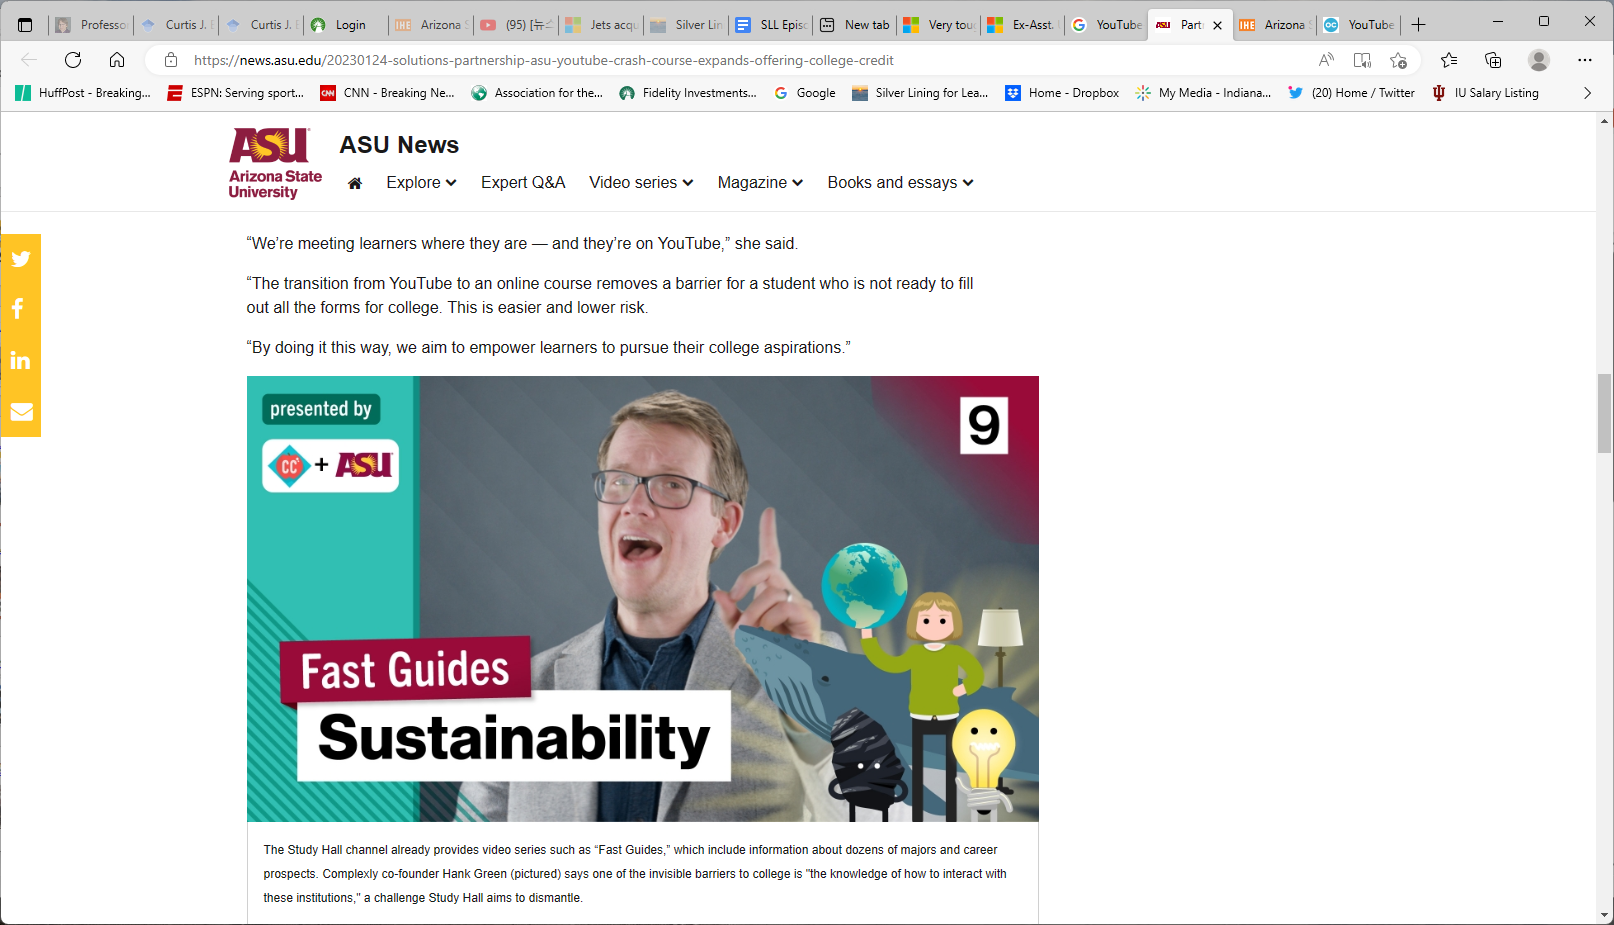 Professor
Curtis J. B
Curtis J. B
Login
Arizona S
(95) [뉴스
Jets acqu
Silver Lin
SLL Episo
New tab
Very toug
Ex-Asst.
YouTube
Part
Arizona S
YouTube
https://news.asu.edu/20230124-solutions-partnership-asu-youtube-crash-course-expands-offering-college-credit
HuffPost - Breaking...
ESPN: Serving sport...
CNN - Breaking Ne...
Association for the...
Fidelity Investments...
Google
Silver Lining for Lea...
Home - Dropbox
My Media - Indiana...
(20) Home / Twitter
IU Salary Listing
ASU
Arizona State
University
ASU News
Explore
Expert Q&A
Video series
Magazine
Books and essays
“We’re meeting learners where they are — and they’re on YouTube,” she said.
“The transition from YouTube to an online course removes a barrier for a student who is not ready to fill
out all the forms for college. This is easier and lower risk.
“By doing it this way, we aim to empower learners to pursue their college aspirations.”
presented by
CC + ASU
9
Fast Guides
Sustainability
The Study Hall channel already provides video series such as “Fast Guides,” which include information about dozens of majors and career
prospects. Complexly co-founder Hank Green (pictured) says one of the invisible barriers to college is "the knowledge of how to interact with
these institutions," a challenge Study Hall aims to dismantle.